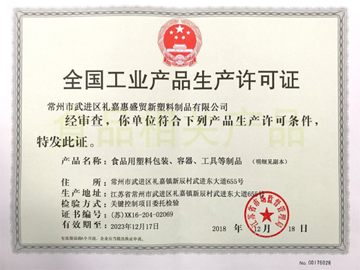 全国工业产品生产许可证
常州市武进区礼嘉惠盛贸新塑料制品有限公司
经审查，你单位符合下列产品生产许可条件，
特发此证。
产品名称：食品用塑料包装、容器、工具等制品 （明细见副本）
住所：常州市武进区礼嘉镇新辰村武进东大道655号
生产地址：江苏省常州市武进区礼嘉镇新辰村武进东大道655号
检验方式：关键控制项目委托检验
证书编号：(苏)XK16-204-02069
有效期至：2023年12月17日
2018 年 12 月 18 日
No. 00175028